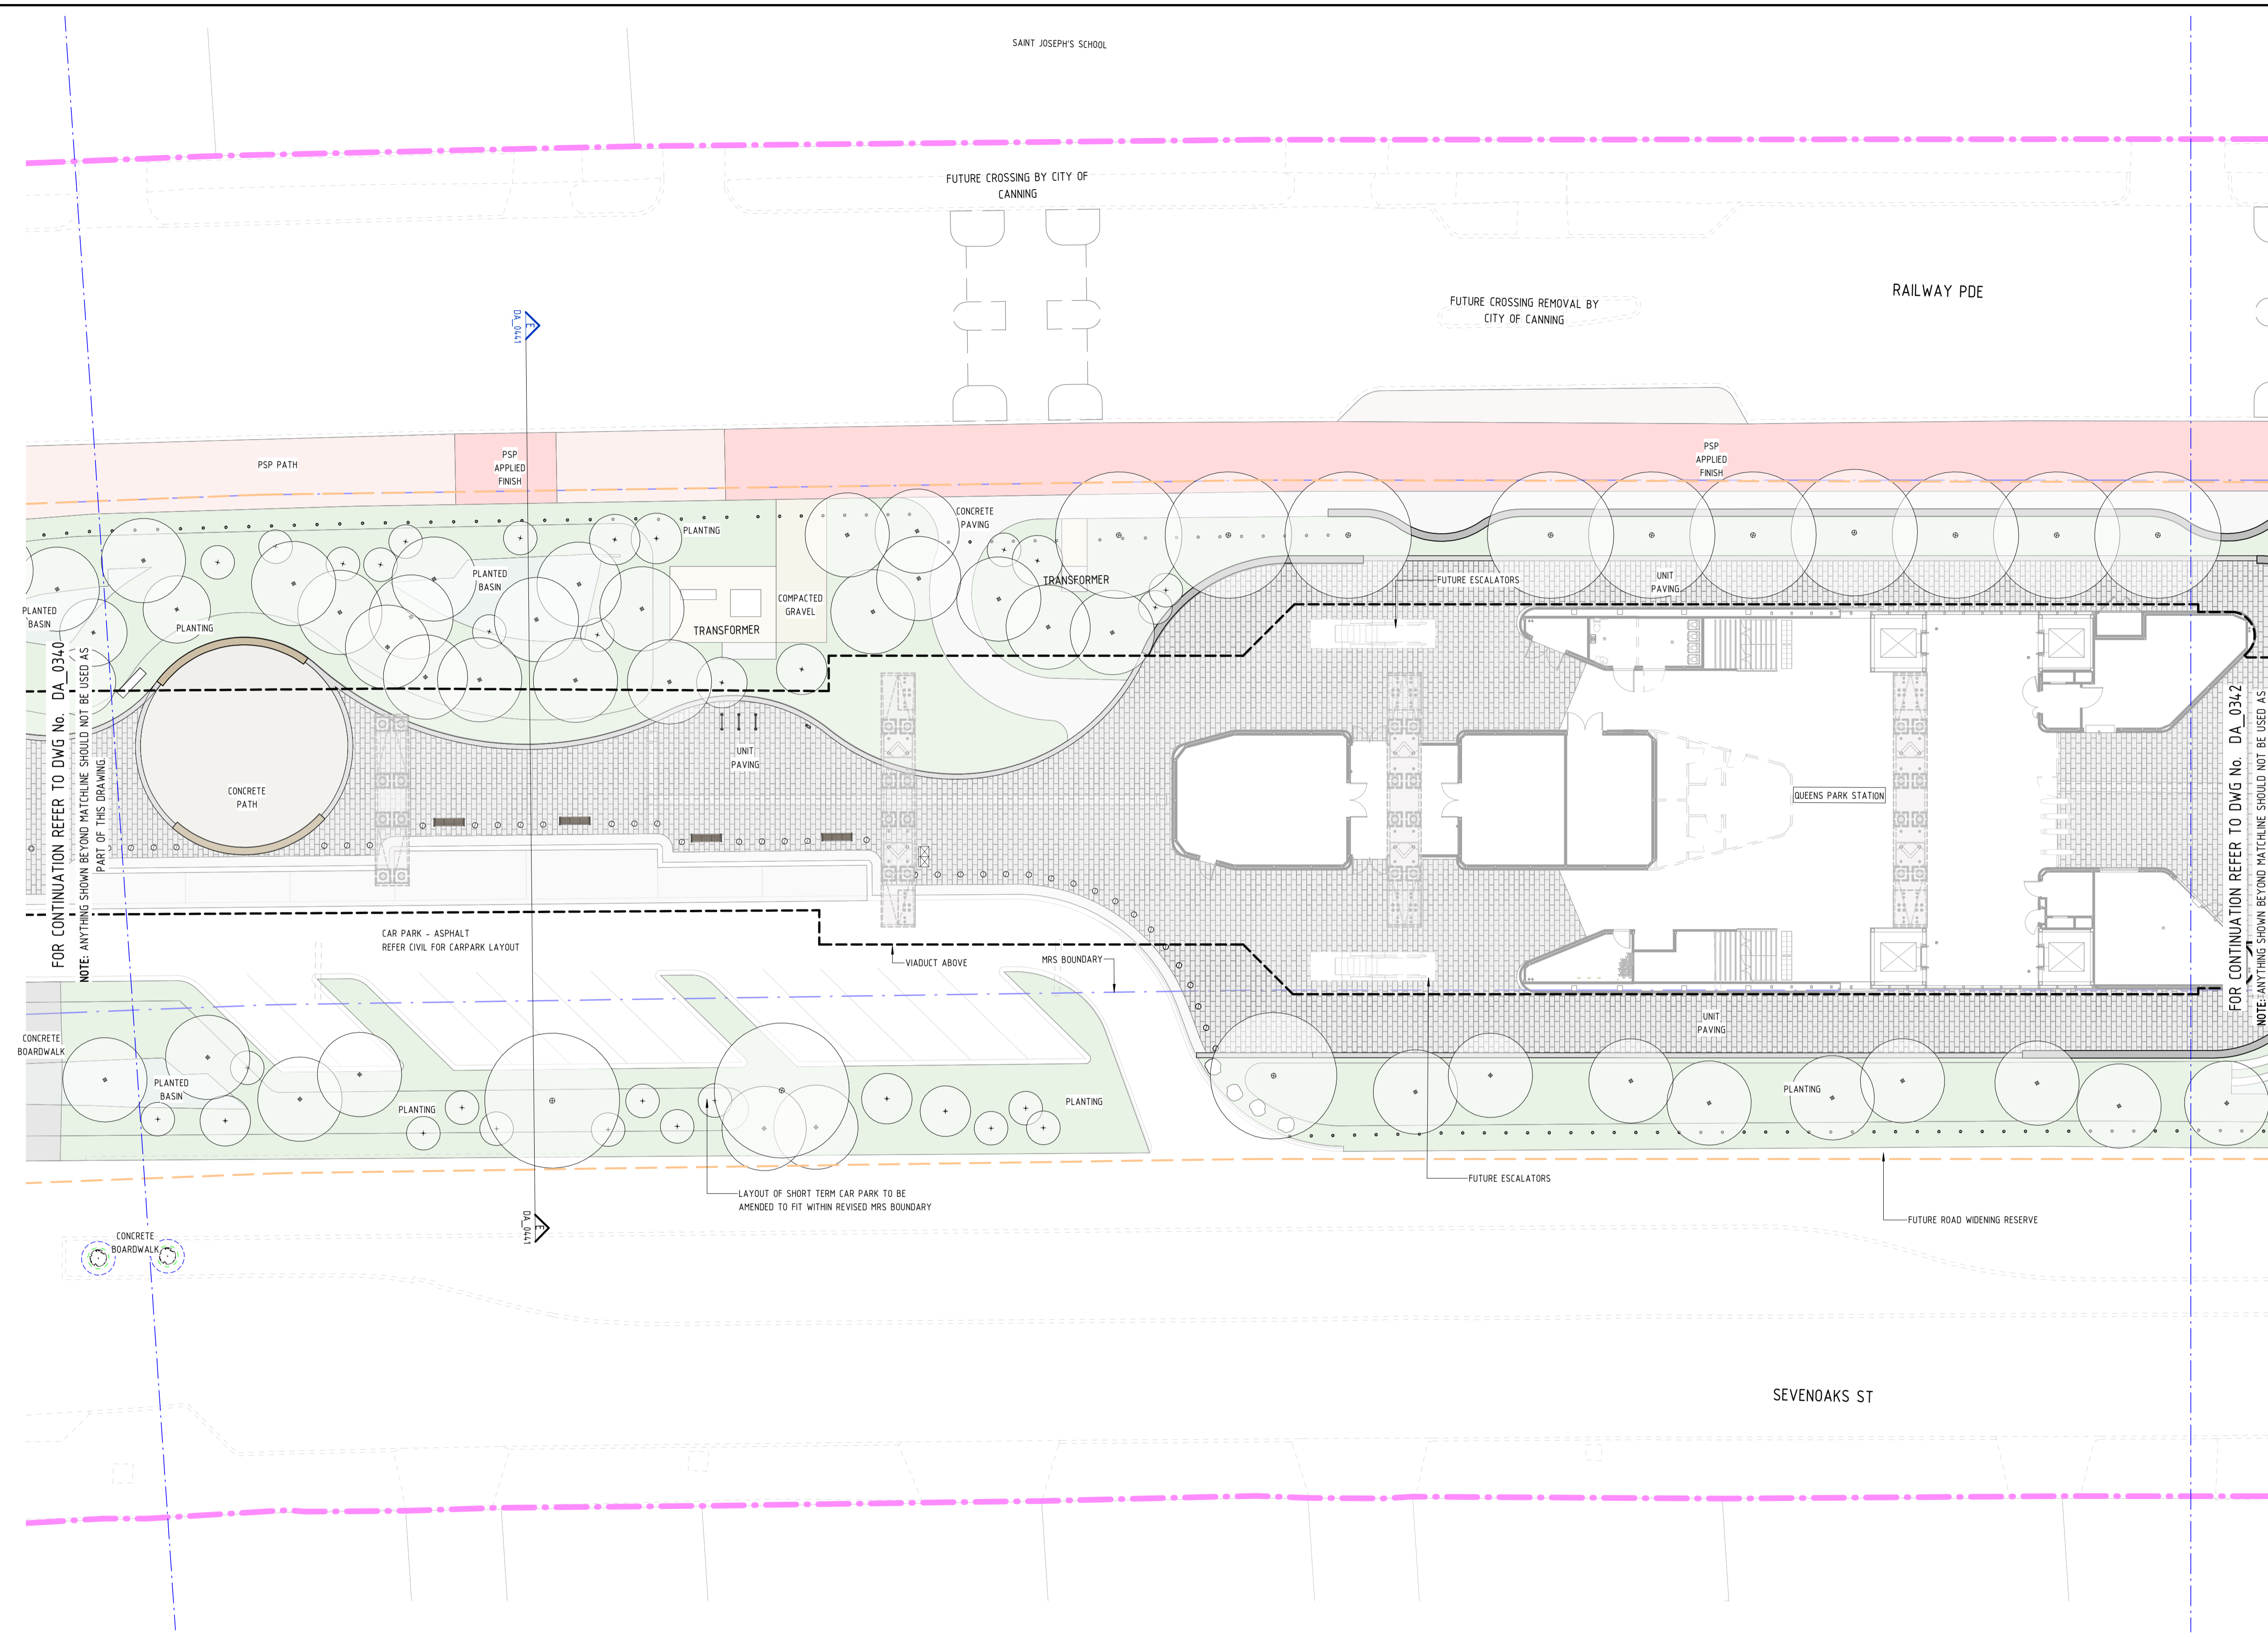 SAINT JOSEPH'S SCHOOL
FUTURE CROSSING BY CITY OF
CANNING
RAILWAY PDE
FUTURE CROSSING REMOVAL BY
CITY OF CANNING
E
DA_0441
PSP PATH
PSP
APPLIED
FINISH
PSP
APPLIED
FINISH
CONCRETE
PAVING
PLANTING
PLANTED
BASIN
TRANSFORMER
FUTURE ESCALATORS
UNIT
PAVING
COMPACTED
GRAVEL
PLANTED
BASIN
PLANTING
TRANSFORMER
FOR CONTINUATION REFER TO DWG No. DA_0340
NOTE: ANYTHING SHOWN BEYOND MATCHLINE SHOULD NOT BE USED AS
PART OF THIS DRAWING.
UNIT
PAVING
CONCRETE
PATH
QUEENS PARK STATION
FOR CONTINUATION REFER TO DWG No. DA_0342
NOTE: ANYTHING SHOWN BEYOND MATCHLINE SHOULD NOT BE USED AS
CAR PARK - ASPHALT
REFER CIVIL FOR CARPARK LAYOUT
VIADUCT ABOVE
MRS BOUNDARY
UNIT
PAVING
CONCRETE
BOARDWALK
PLANTED
BASIN
PLANTING
PLANTING
PLANTING
FUTURE ESCALATORS
LAYOUT OF SHORT TERM CAR PARK TO BE
AMENDED TO FIT WITHIN REVISED MRS BOUNDARY
FUTURE ROAD WIDENING RESERVE
E
DA_0441
CONCRETE
BOARDWALK
SEVENOAKS ST